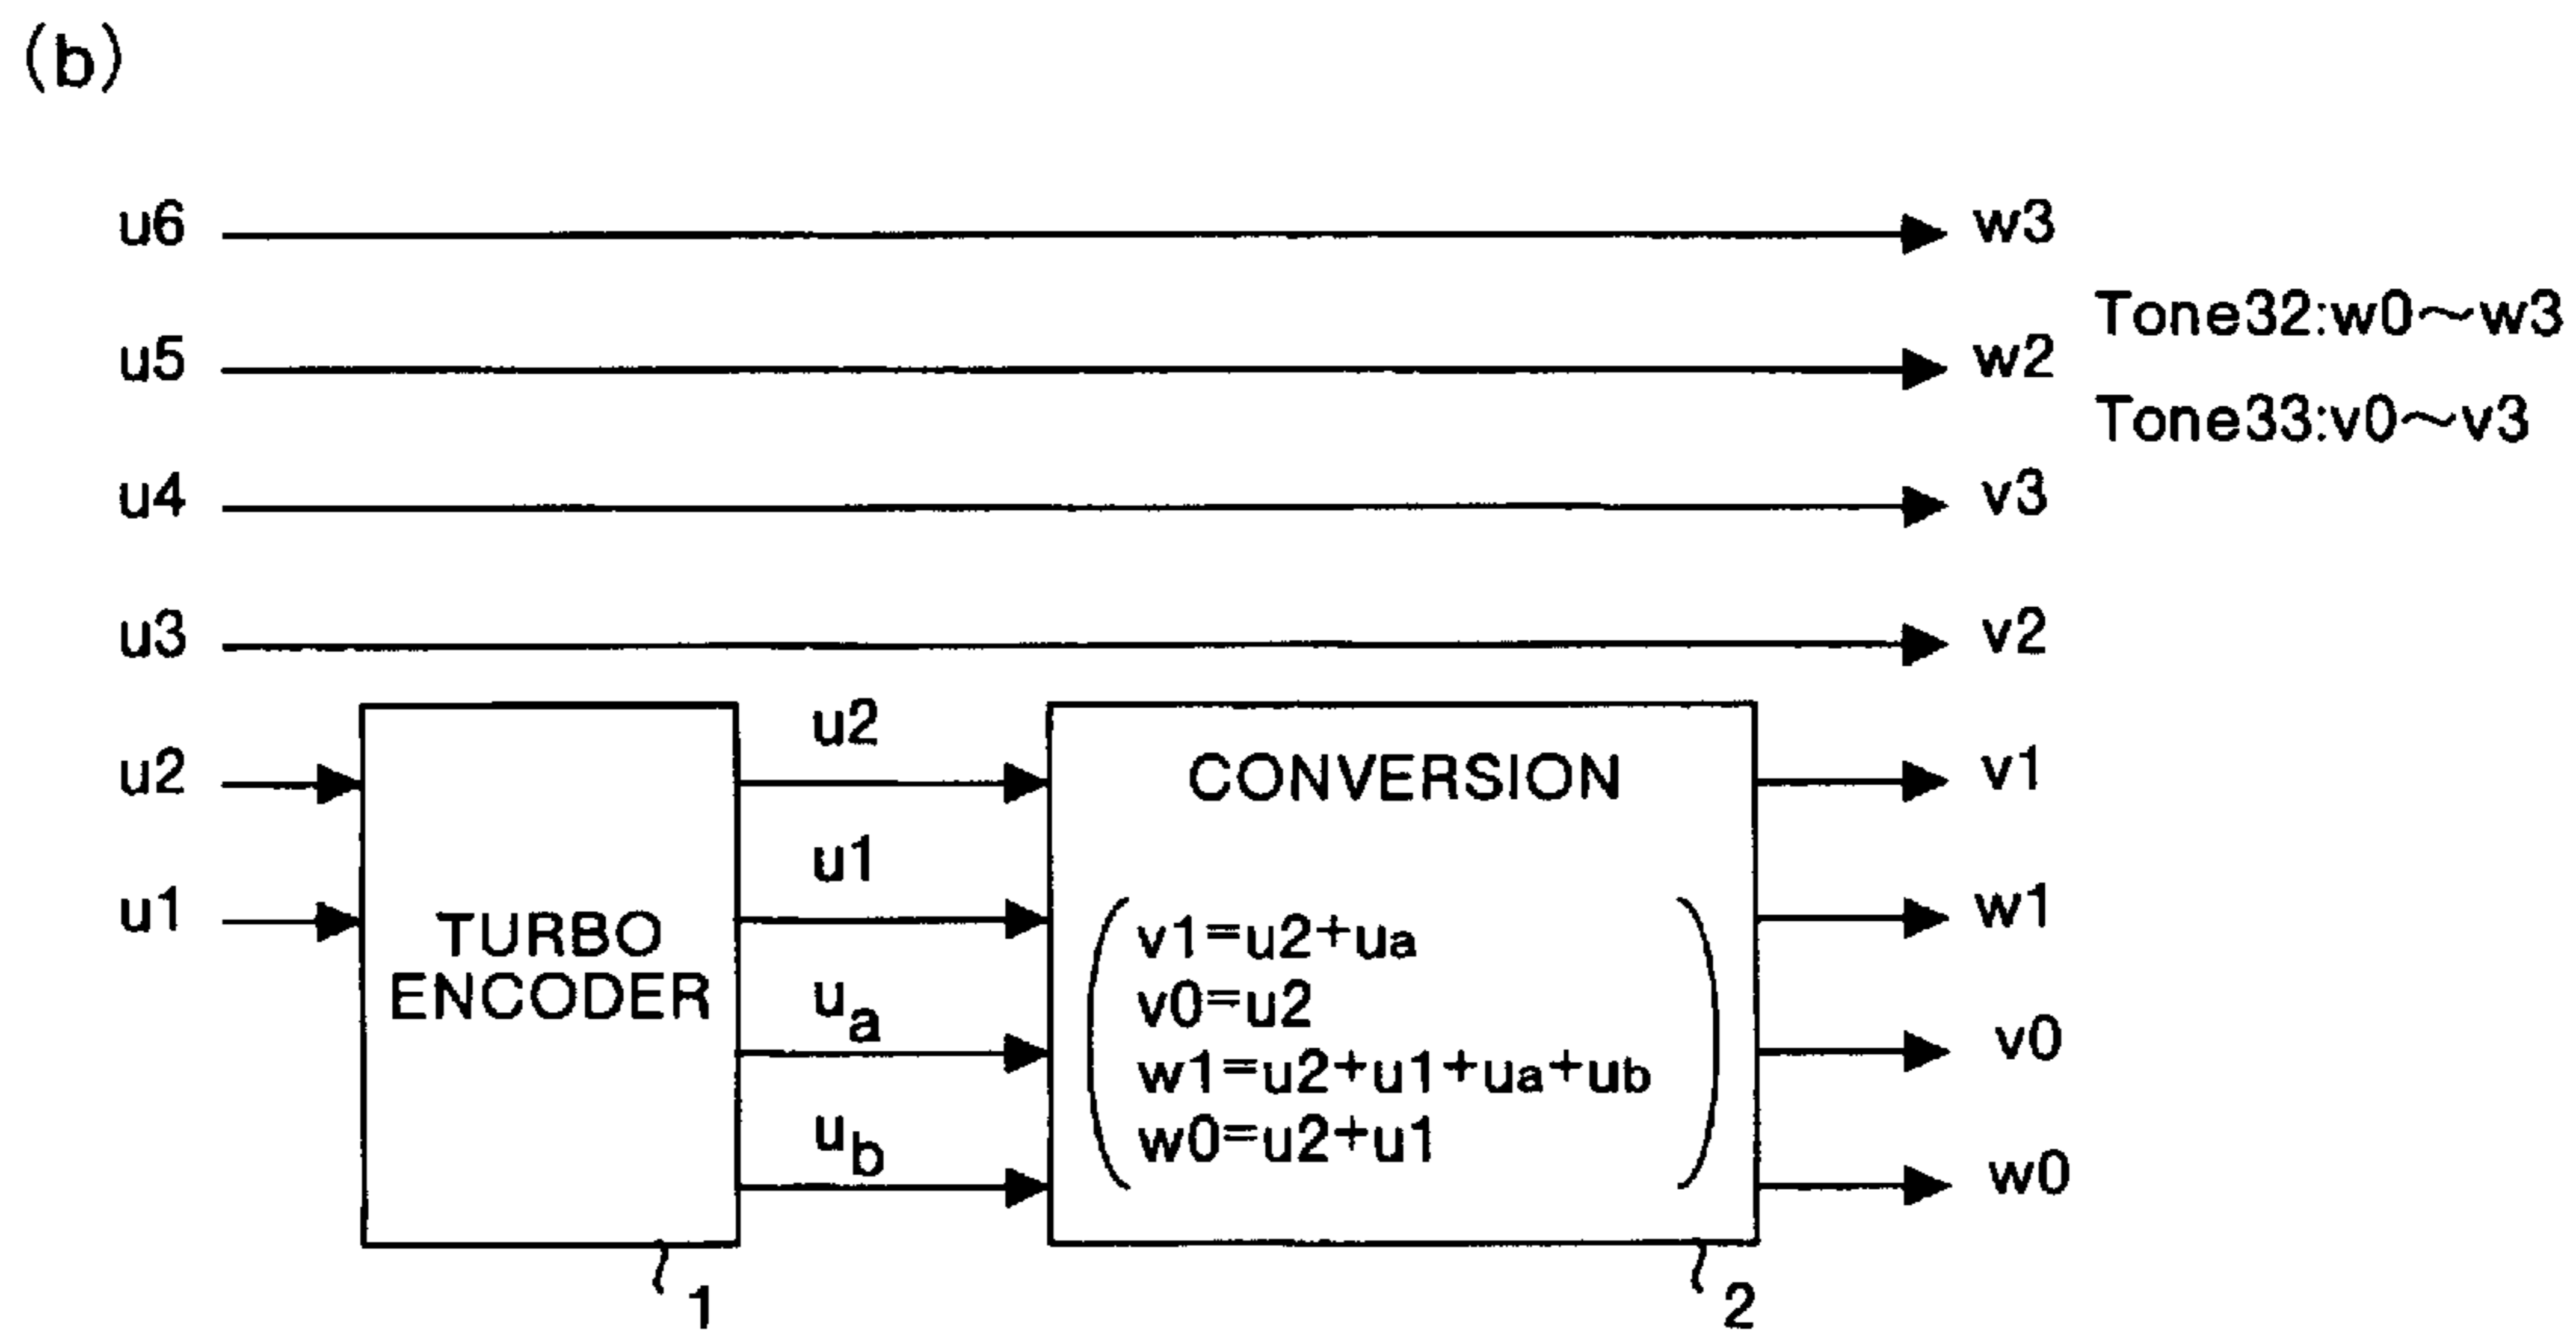 (b)
u6 w3
Tone32:w0~w3
u5 w2
Tone33:v0~v3
u4 v3
u3 v2
u2 u2 CONVERSION v1
u1 u1 w1
TURBO
ENCODER
v1=u2+ua
ua v0=u2 v0
w1=u2+u1+ua+ub
ub w0=u2+u1 w0
1 2